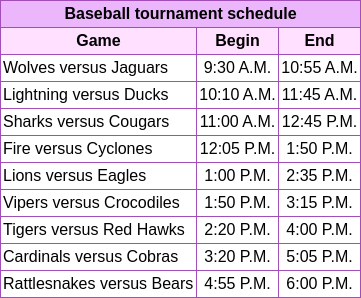 Baseball tournament schedule
Game Begin End
Wolves versus Jaguars 9:30 A.M. 10:55 A.M.
Lightning versus Ducks 10:10 A.M. 11:45 A.M.
Sharks versus Cougars 11:00 A.M. 12:45 P.M.
Fire versus Cyclones 12:05 P.M. 1:50 P.M.
Lions versus Eagles 1:00 P.M. 2:35 P.M.
Vipers versus Crocodiles 1:50 P.M. 3:15 P.M.
Tigers versus Red Hawks 2:20 P.M. 4:00 P.M.
Cardinals versus Cobras 3:20 P.M. 5:05 P.M.
Rattlesnakes versus Bears 4:55 P.M. 6:00 P.M.